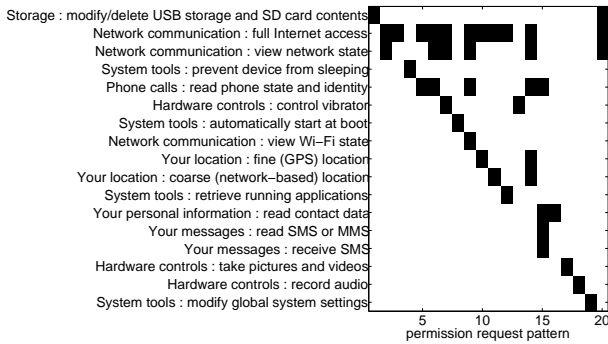 Storage : modify/delete USB storage and SD card contents
Network communication : full Internet access
Network communication : view network state
System tools : prevent device from sleeping
Phone calls : read phone state and identity
Hardware controls : control vibrator
System tools : automatically start at boot
Network communication : view Wi−Fi state
Your location : fine (GPS) location
Your location : coarse (network−based) location
System tools : retrieve running applications
Your personal information : read contact data
Your messages : read SMS or MMS
Your messages : receive SMS
Hardware controls : take pictures and videos
Hardware controls : record audio
System tools : modify global system settings
5 10 15 20
permission request pattern